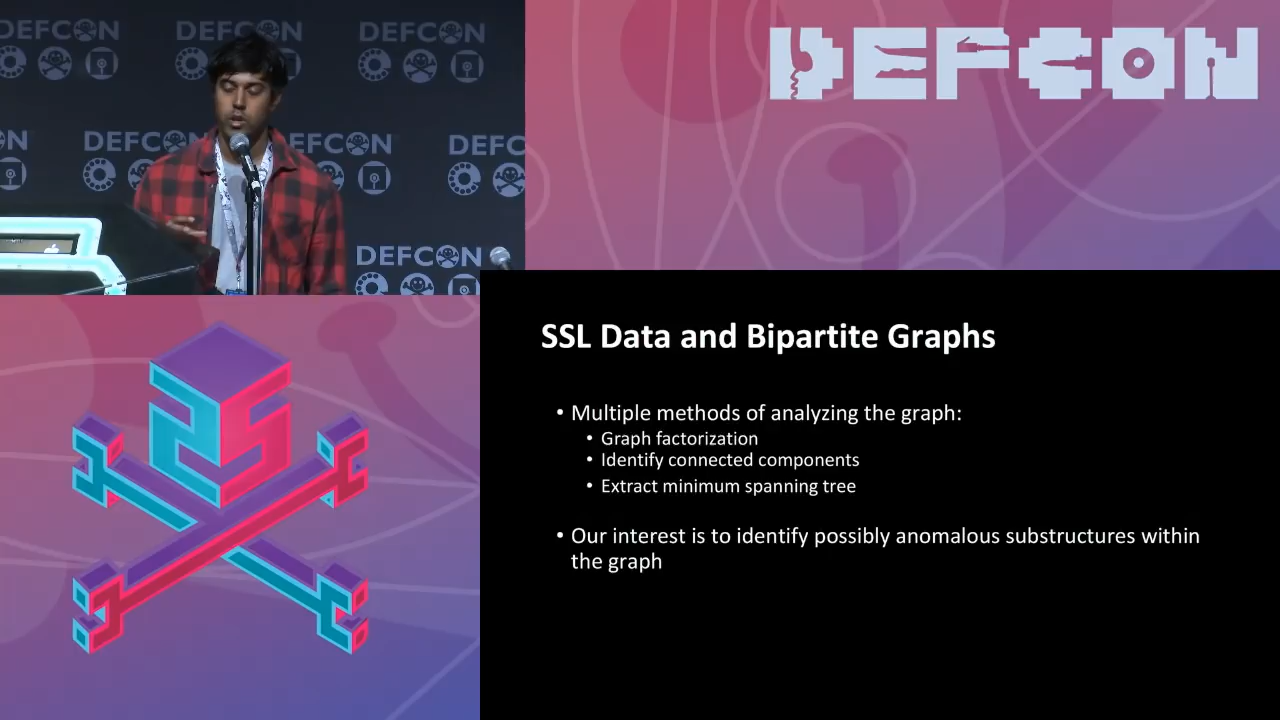 DEFCON
DEFCON
DEFCON
DEFCON
DEFCON
DEFCON
DEFCON
SSL Data and Bipartite Graphs
• Multiple methods of analyzing the graph:
• Graph factorization
• Identify connected components
• Extract minimum spanning tree
• Our interest is to identify possibly anomalous substructures within
the graph